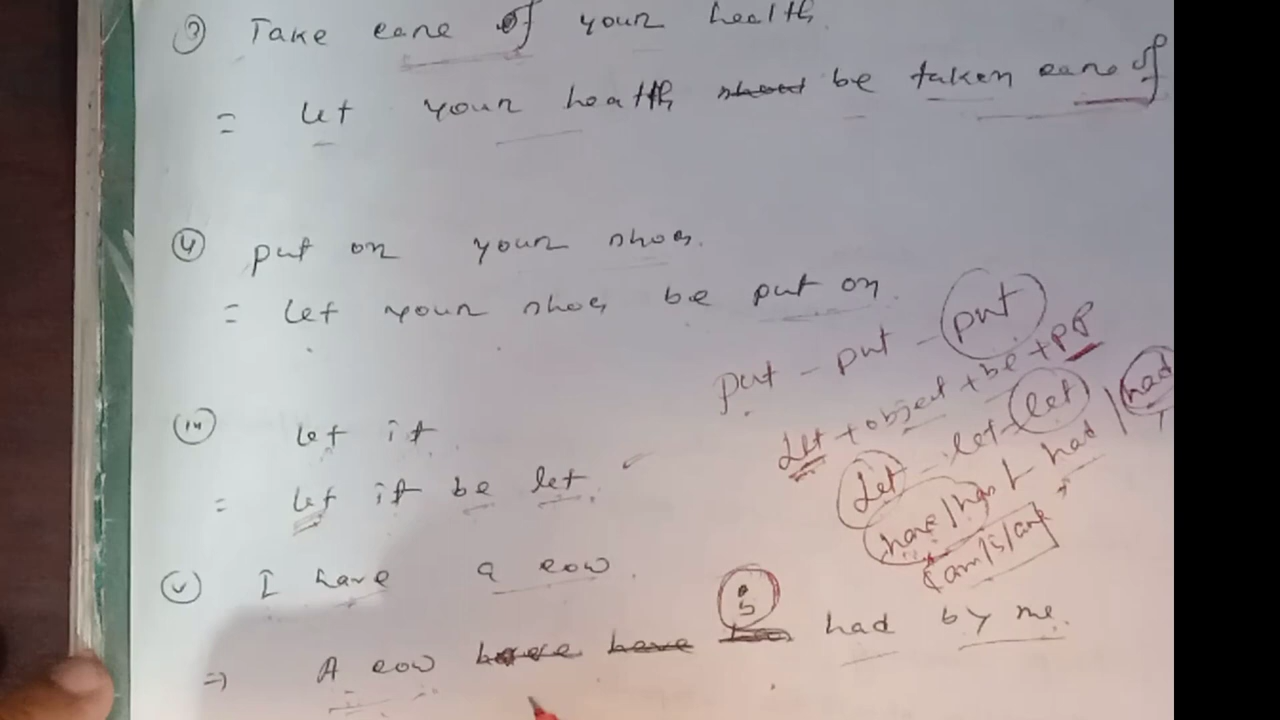 ③ Take care of your health
= Let your health be taken care of
④ put on your shoes.
= Let your shoes be put on.
put - put - put
Let + object + be + PP
(iv) Let it
Let - let - let
= Let it be let.
have/has - had / had
(am/is/are
(v) I have a cow.
⇒ A cow is had by me.